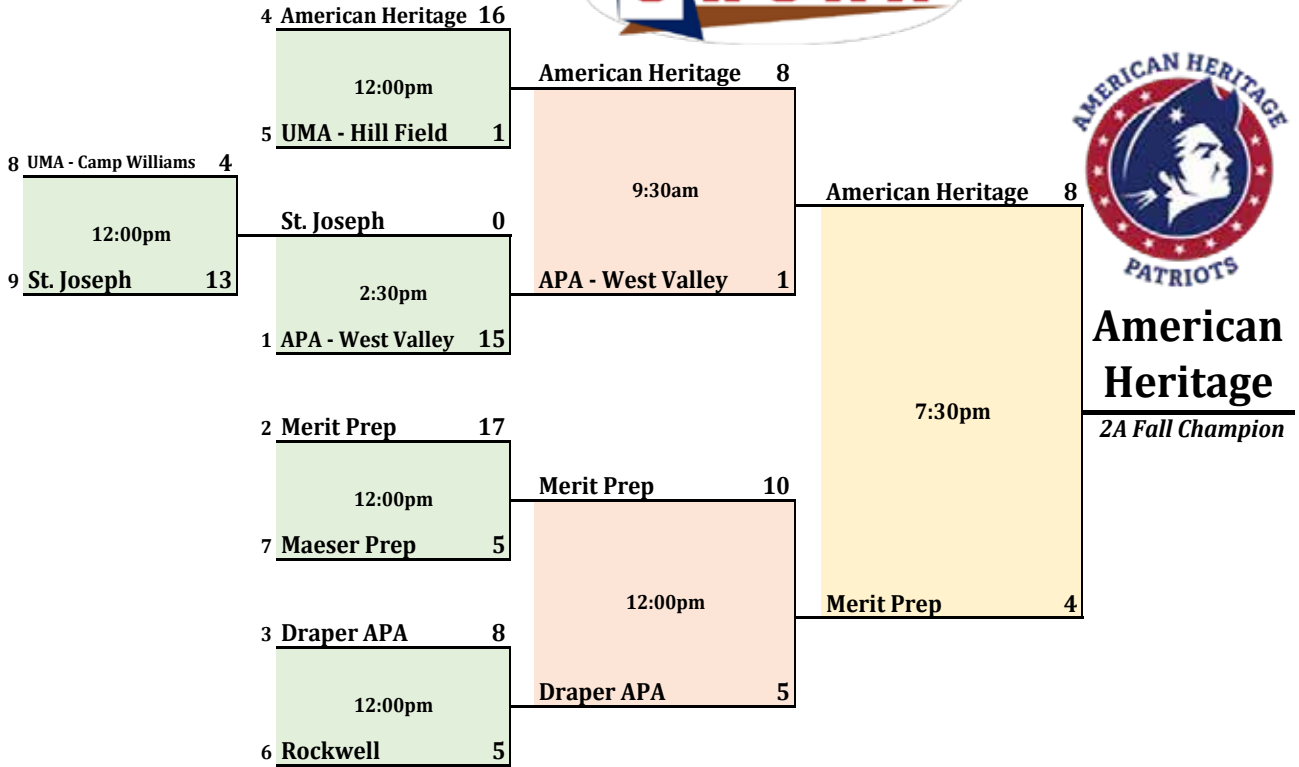 4 American Heritage 16
12:00pm
5 UMA - Hill Field 1
8 UMA - Camp Williams 4
12:00pm
9 St. Joseph 13
St. Joseph 0
2:30pm
1 APA - West Valley 15
2 Merit Prep 17
12:00pm
7 Maeser Prep 5
3 Draper APA 8
12:00pm
6 Rockwell 5
American Heritage 8
9:30am
APA - West Valley 1
Merit Prep 10
12:00pm
Draper APA 5
American Heritage 8
7:30pm
Merit Prep 4
AMERICAN HERITAGE
PATRIOTS
American
Heritage
2A Fall Champion